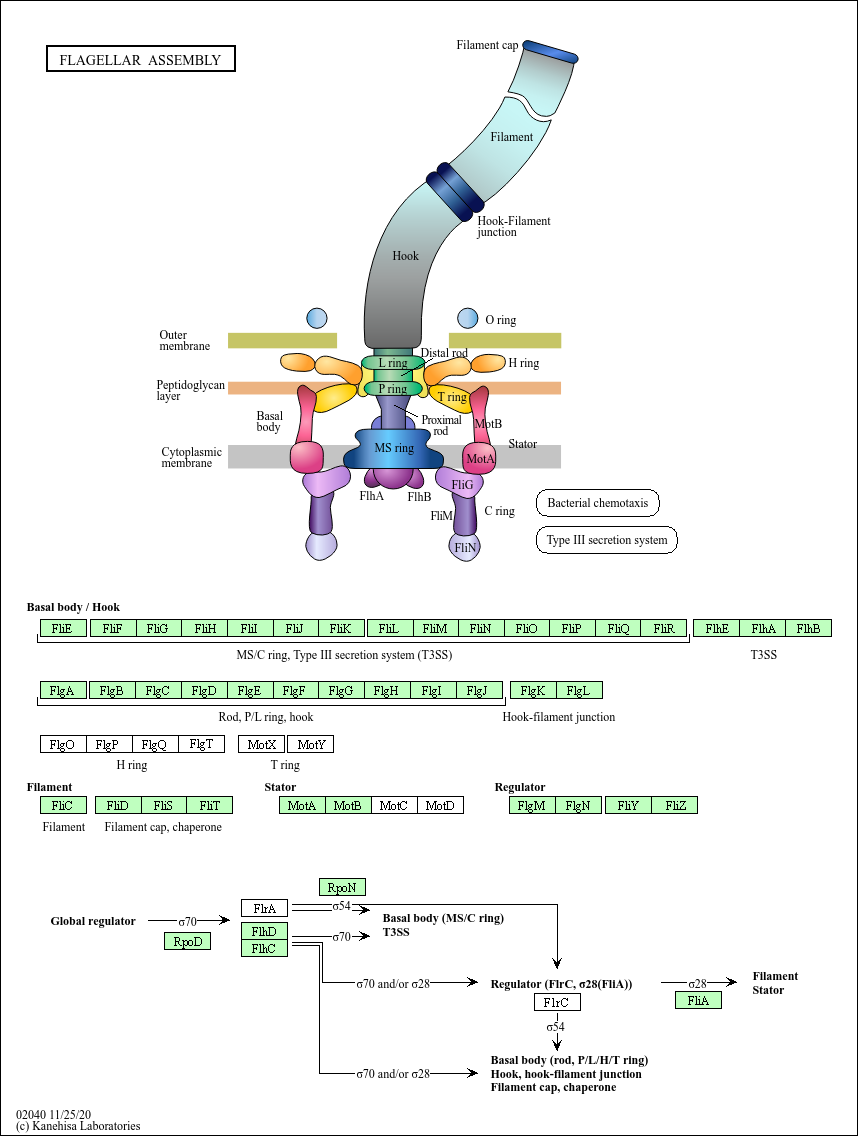 FLAGELLAR ASSEMBLY
Filament cap
Filament
Hook-Filament
junction
Hook
O ring
Outer
membrane
Distal rod
L ring
H ring
Peptidoglycan
layer
P ring
T ring
Basal
body
Proximal
rod
MotB
Stator
Cytoplasmic
membrane
MS ring
MotA
FlhA
FlhB
FliG
FliM
C ring
FliN
Bacterial chemotaxis
Type III secretion system
Basal body / Hook
FliE FliF FliG FliH FliI FliJ FliK FliL FliM FliN FliO FliP FliQ FliR FlhE FlhA FlhB
MS/C ring, Type III secretion system (T3SS) T3SS
FlgA FlgB FlgC FlgD FlgE FlgF FlgG FlgH FlgI FlgJ FlgK FlgL
Rod, P/L ring, hook Hook-filament junction
FlgO FlgP FlgQ FlgT MotX MotY
H ring T ring
Filament Stator Regulator
FliC FliD FliS FliT MotA MotB MotC MotD FlgM FlgN FliY FliZ
Filament Filament cap, chaperone
RpoN
FlrA σ54
Global regulator σ70 Basal body (MS/C ring)
FlhD σ70 T3SS
RpoD FlhC
σ70 and/or σ28 Regulator (FlrC, σ28(FliA)) σ28 Filament
Stator
FlrC FliA
σ54
Basal body (rod, P/L/H/T ring)
σ70 and/or σ28 Hook, hook-filament junction
Filament cap, chaperone
02040 11/25/20
(c) Kanehisa Laboratories